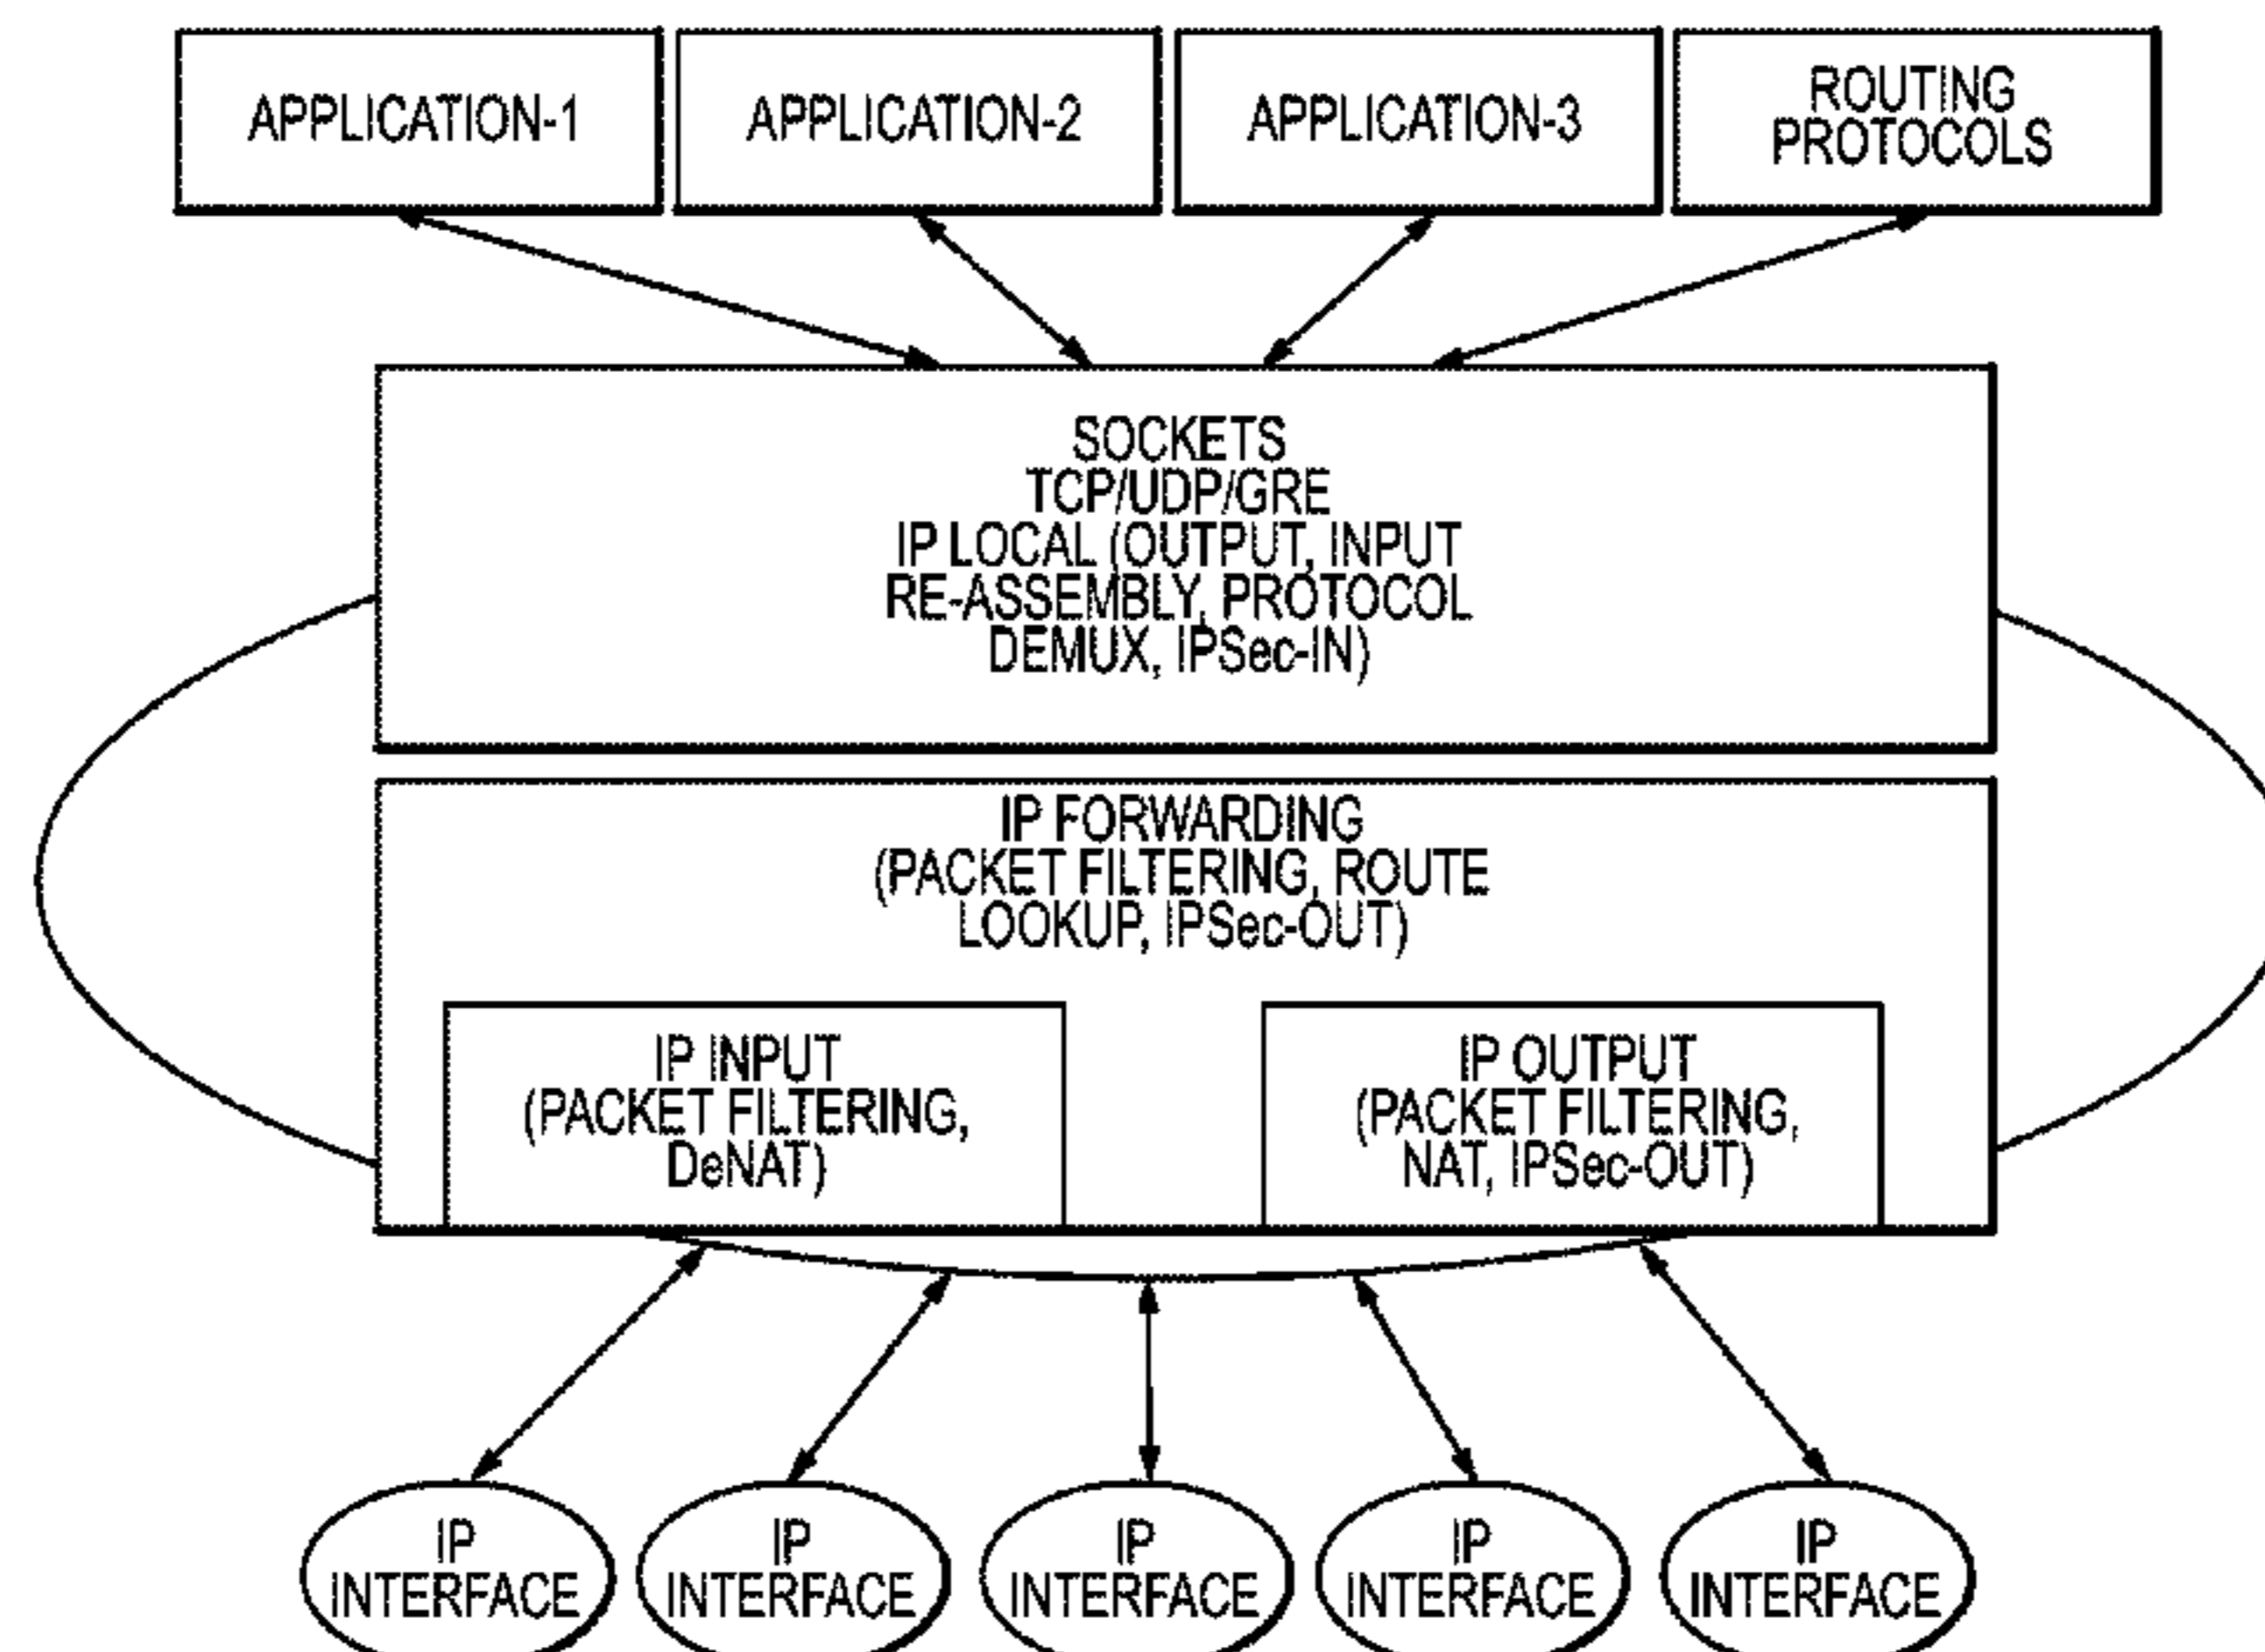 APPLICATION-1
APPLICATION-2
APPLICATION-3
ROUTING
PROTOCOLS
SOCKETS
TCP/UDP/GRE
IP LOCAL (OUTPUT, INPUT
RE-ASSEMBLY, PROTOCOL
DEMUX, IPSec-IN)
IP FORWARDING
(PACKET FILTERING, ROUTE
LOOKUP, IPSec-OUT)
IP INPUT
(PACKET FILTERING,
DeNAT)
IP OUTPUT
(PACKET FILTERING,
NAT, IPSec-OUT)
IP
INTERFACE
IP
INTERFACE
IP
INTERFACE
IP
INTERFACE
IP
INTERFACE